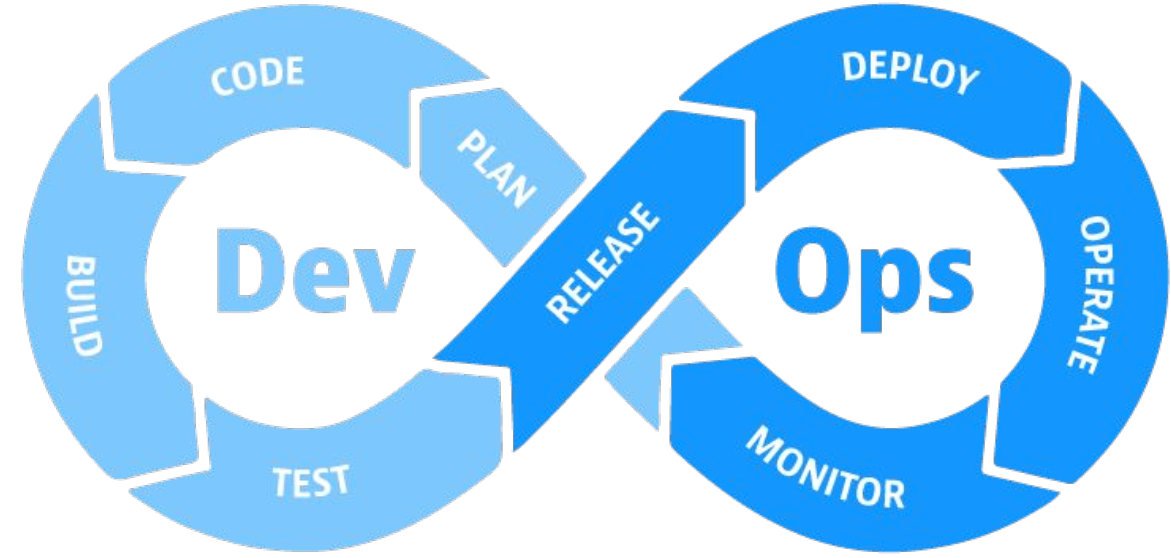 PLAN
CODE
BUILD
TEST
RELEASE
DEPLOY
OPERATE
MONITOR
Dev
Ops